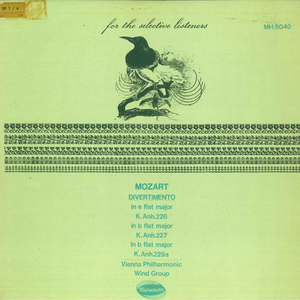 for the selective listeners
MH 5040
MOZART
DIVERTIMENTO
in e flat major
K.Anh.226
in b flat major
K.Anh.227
in b flat major
K.Anh.229a
Vienna Philharmonic
Wind Group
Westminster